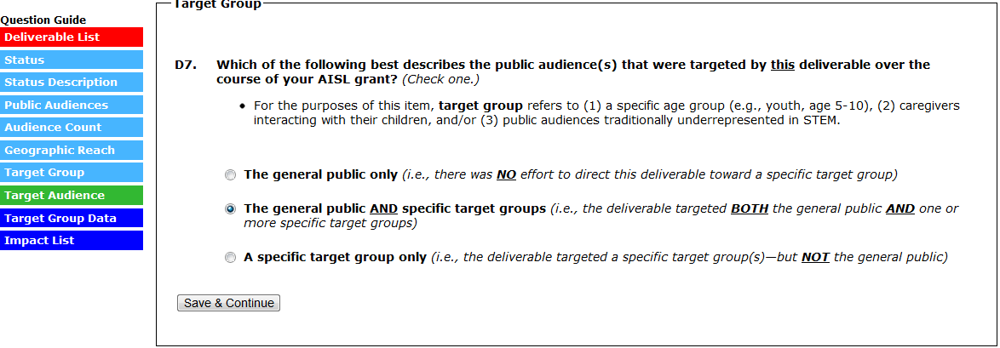 Target Group
Question Guide
Deliverable List
Status
Status Description
Public Audiences
Audience Count
Geographic Reach
Target Group
Target Audience
Target Group Data
Impact List
D7. Which of the following best describes the public audience(s) that were targeted by this deliverable over the
course of your AISL grant? (Check one.)
• For the purposes of this item, target group refers to (1) a specific age group (e.g., youth, age 5-10), (2) caregivers
interacting with their children, and/or (3) public audiences traditionally underrepresented in STEM.
The general public only (i.e., there was NO effort to direct this deliverable toward a specific target group)
The general public AND specific target groups (i.e., the deliverable targeted BOTH the general public AND one or
more specific target groups)
A specific target group only (i.e., the deliverable targeted a specific target group(s)—but NOT the general public)
Save & Continue